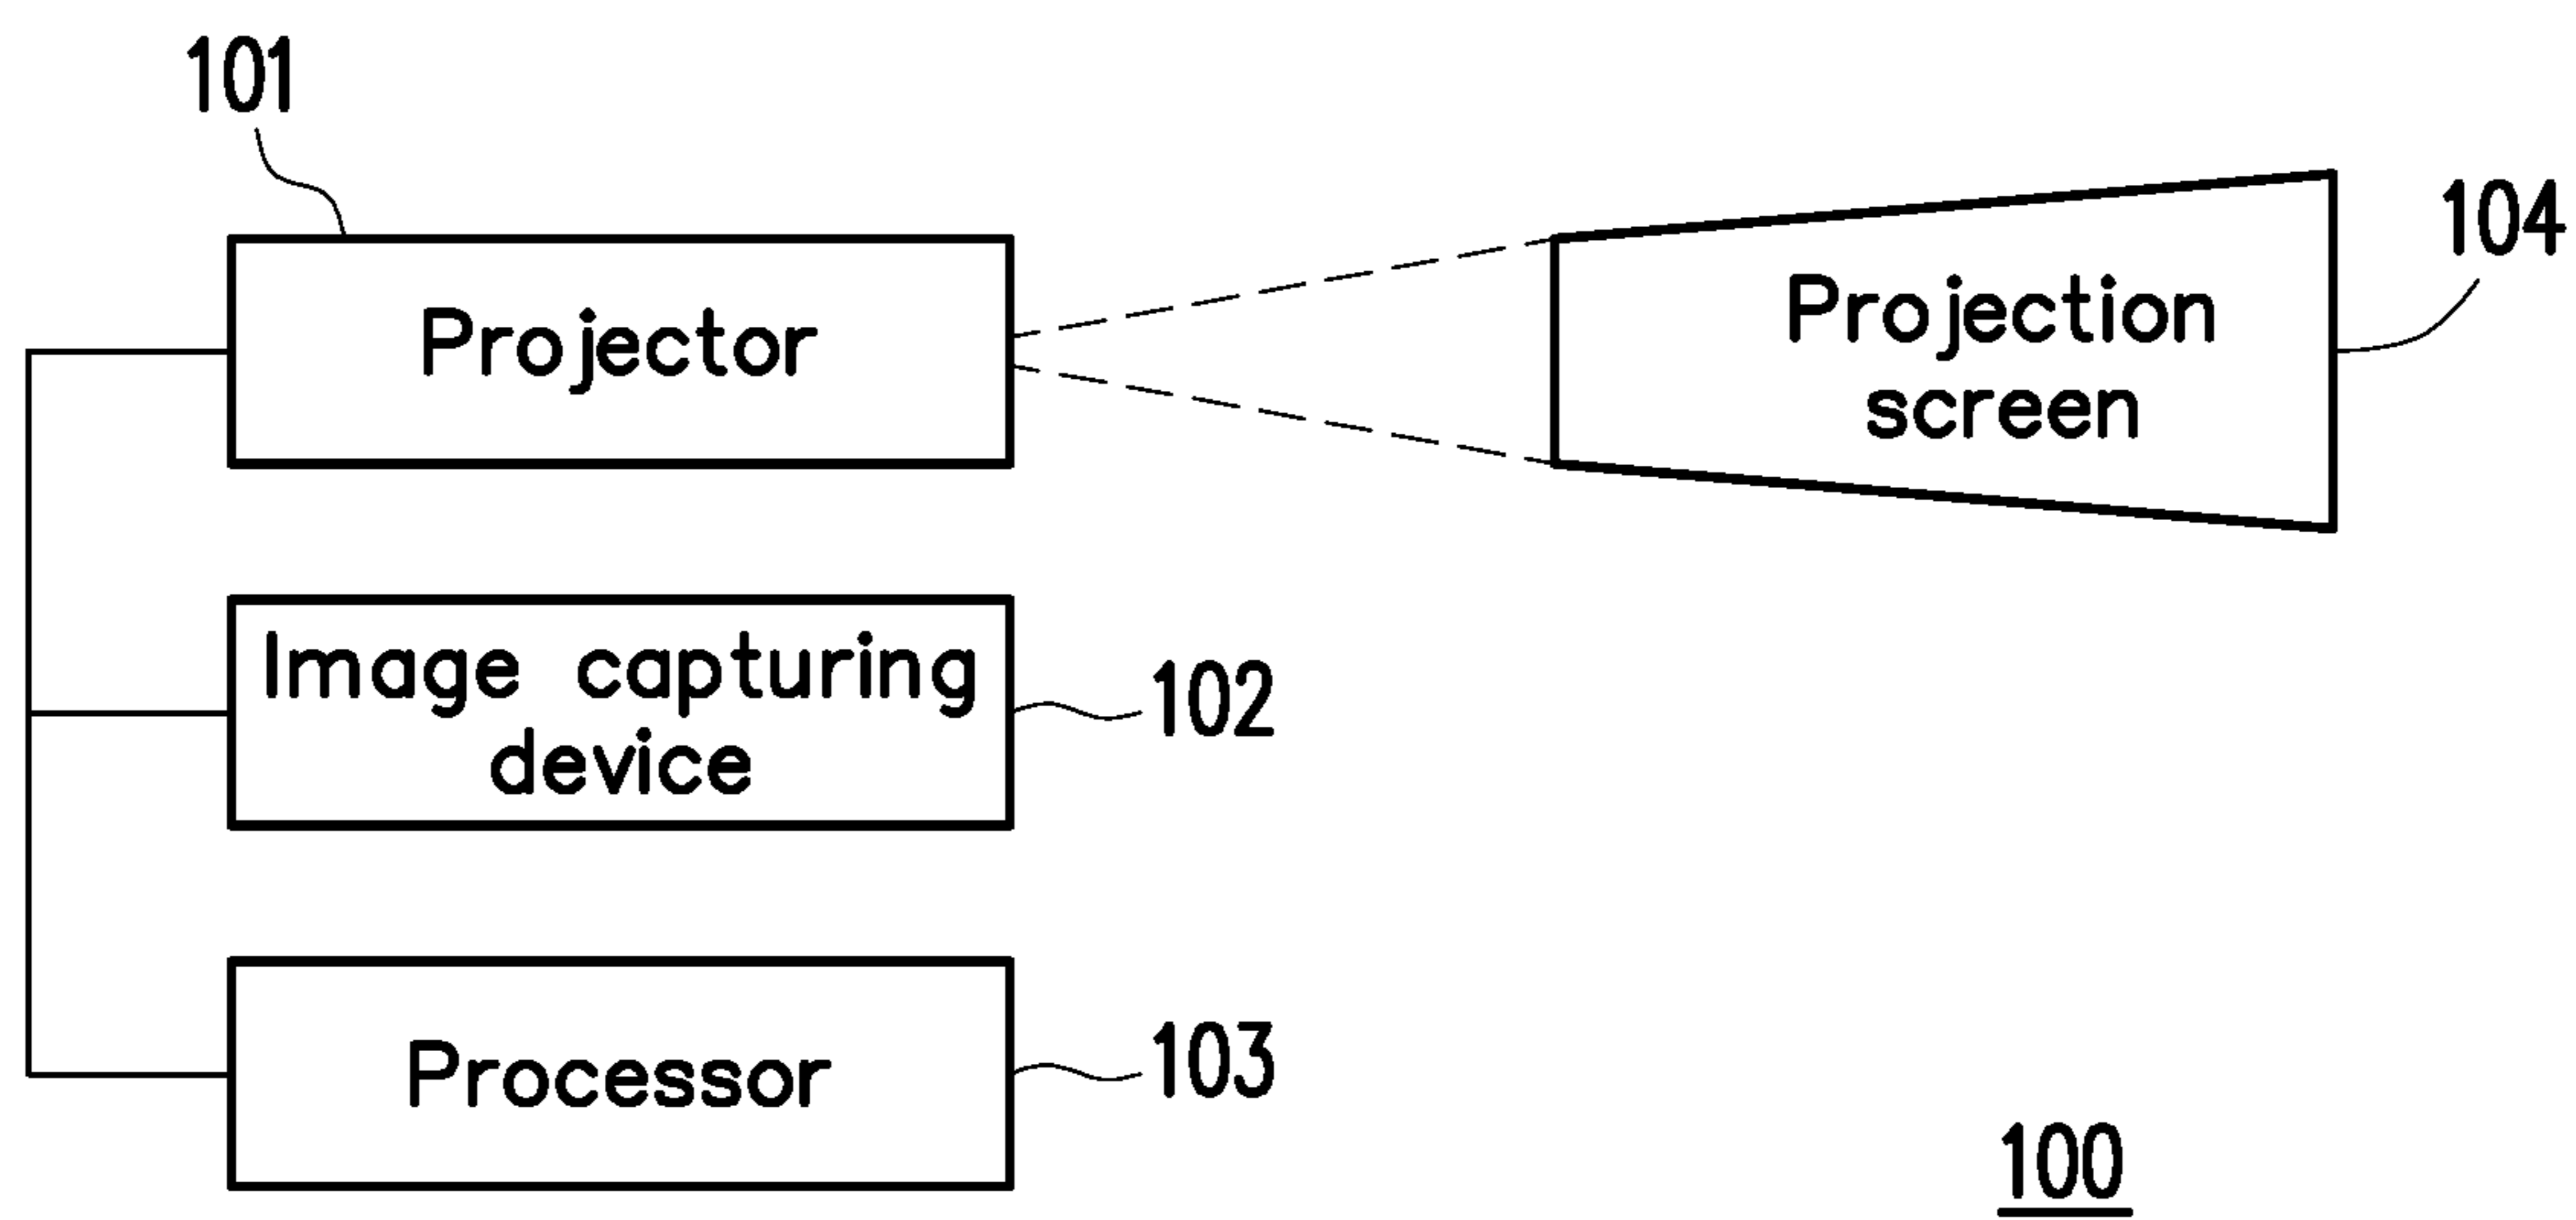 101
Projector
Projection
screen
104
Image capturing
device
102
Processor
103
100